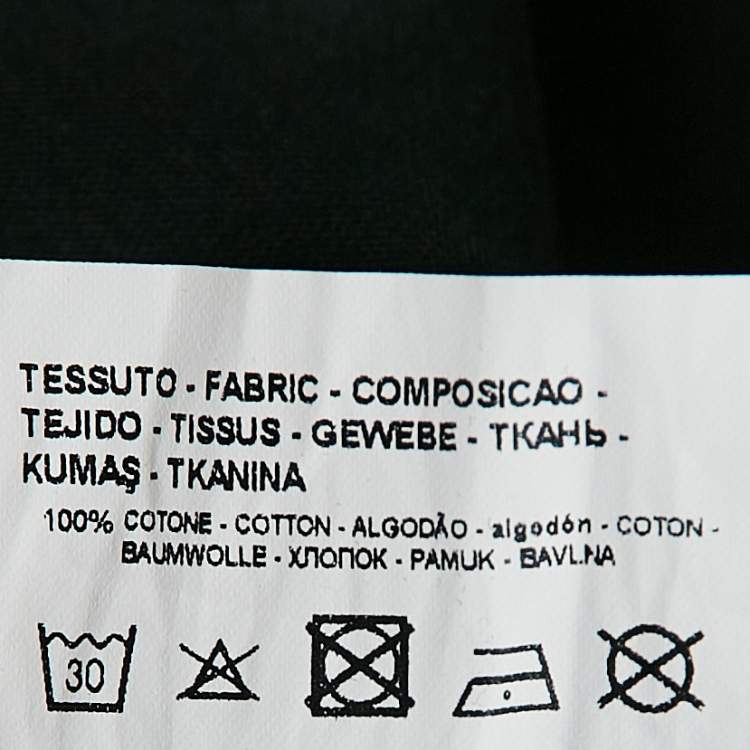 TESSUTO - FABRIC - COMPOSICAO -
TEJIDO - TISSUS - GEWEBE - ТКАНЬ -
KUMAŞ - TKANINA
100% COTONE - COTTON - ALGODÃO - algodón - COTON -
BAUMWOLLE - ХЛОПОК - PAMUK - BAVLNA
30